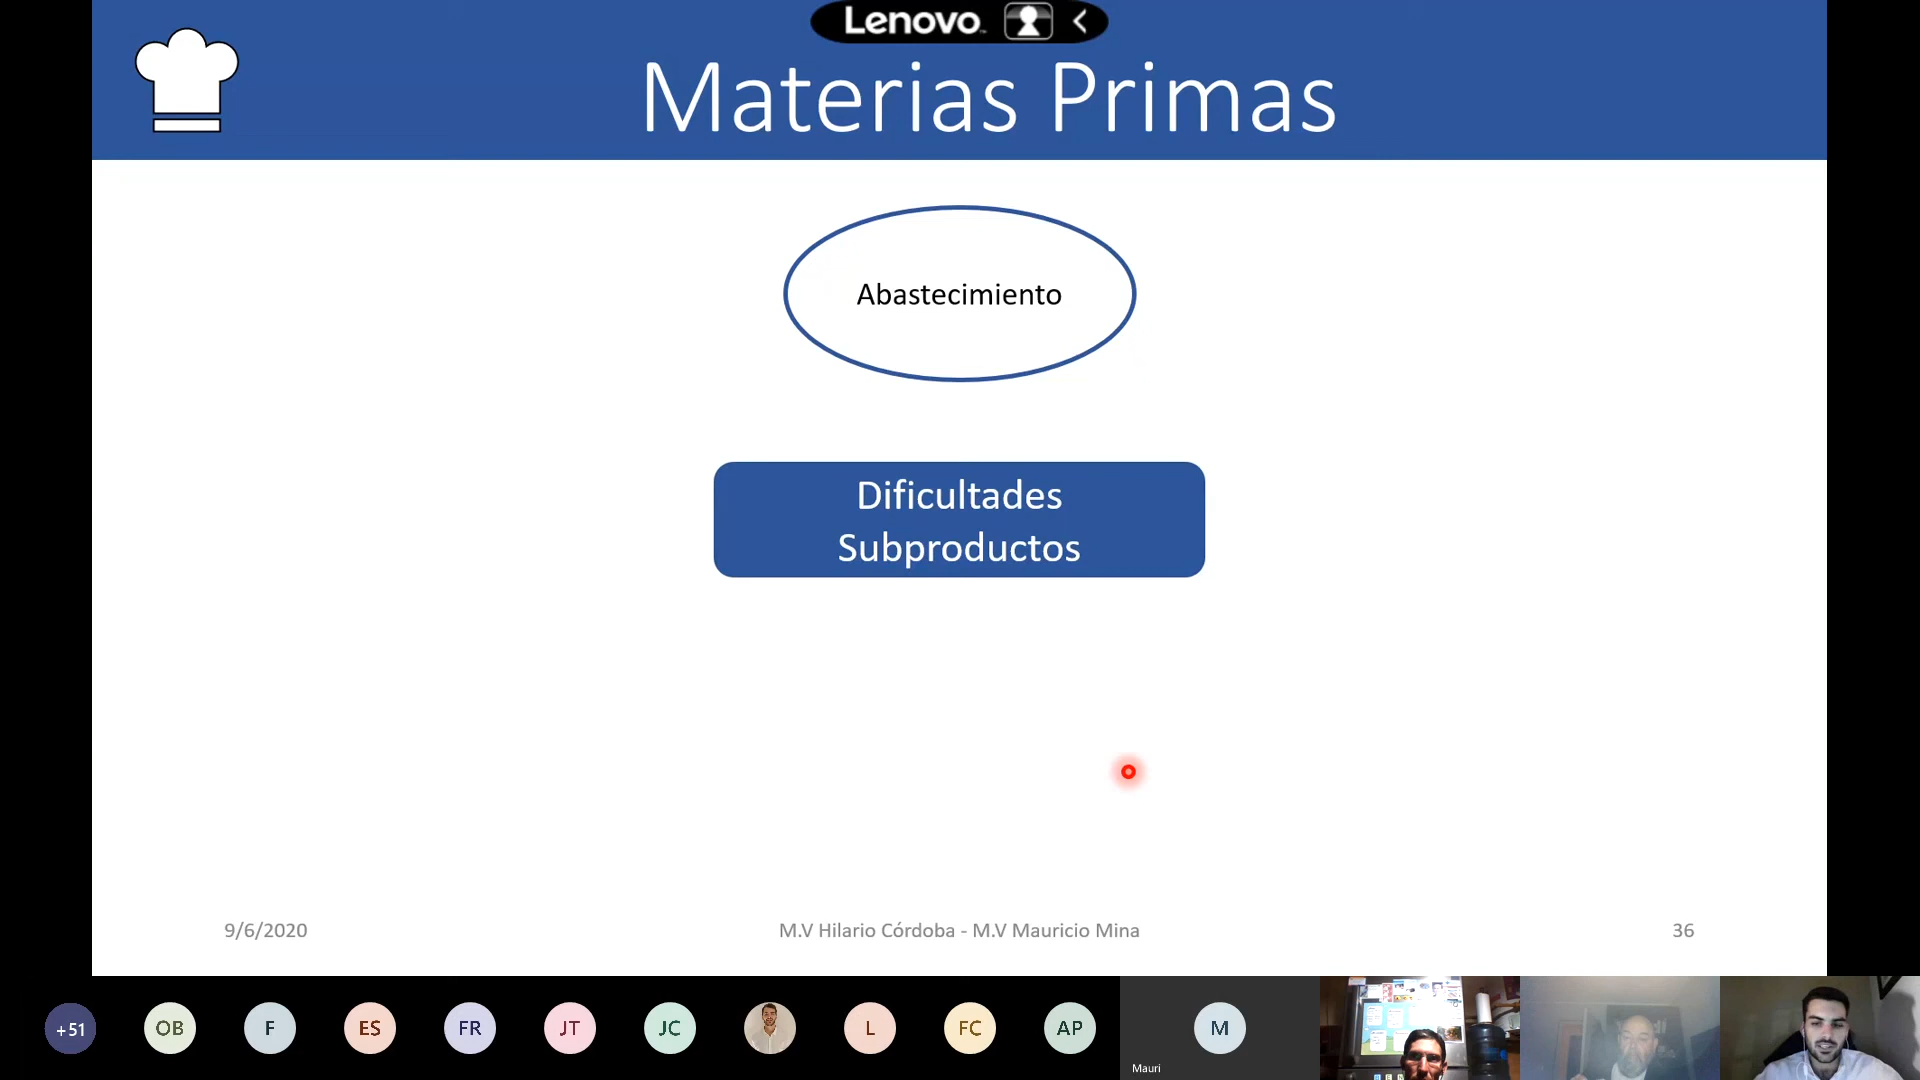 Lenovo
Materias Primas
Abastecimiento
Dificultades
Subproductos
9/6/2020
M.V Hilario Córdoba - M.V Mauricio Mina
36
+51
OB
F
ES
FR
JT
JC
L
FC
AP
M
Mauri